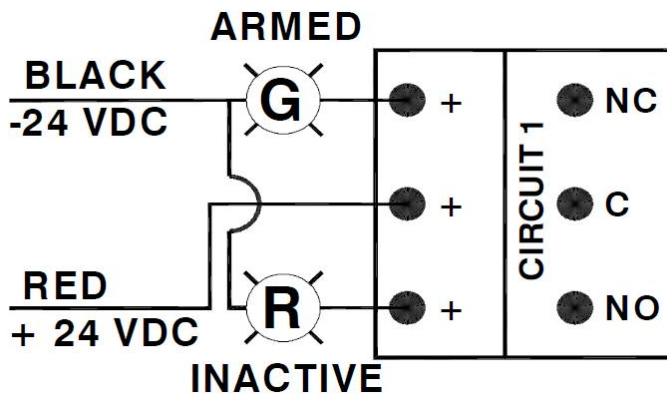 ARMED
BLACK
-24 VDC
G
+
NC
+
C
CIRCUIT 1
RED
+ 24 VDC
R
+
NO
INACTIVE